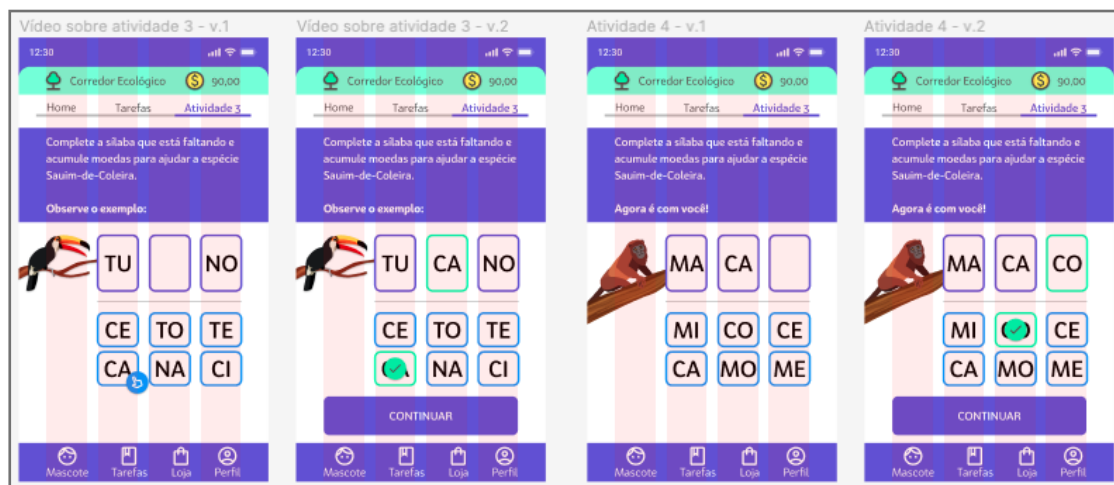 Vídeo sobre atividade 3 - v.1
12:30
Corredor Ecológico 90,00
Home Tarefas Atividade 3
Complete a sílaba que está faltando e
acumule moedas para ajudar a espécie
Sauim-de-Coleira.
Observe o exemplo:
TU NO
CE TO TE
CA NA CI
Mascote Tarefas Loja Perfil
Vídeo sobre atividade 3 - v.2
12:30
Corredor Ecológico 90,00
Home Tarefas Atividade 3
Complete a sílaba que está faltando e
acumule moedas para ajudar a espécie
Sauim-de-Coleira.
Observe o exemplo:
TU CA NO
CE TO TE
CA NA CI
CONTINUAR
Mascote Tarefas Loja Perfil
Atividade 4 - v.1
12:30
Corredor Ecológico 90,00
Home Tarefas Atividade 3
Complete a sílaba que está faltando e
acumule moedas para ajudar a espécie
Sauim-de-Coleira.
Agora é com você!
MA CA
MI CO CE
CA MO ME
Mascote Tarefas Loja Perfil
Atividade 4 - v.2
12:30
Corredor Ecológico 90,00
Home Tarefas Atividade 3
Complete a sílaba que está faltando e
acumule moedas para ajudar a espécie
Sauim-de-Coleira.
Agora é com você!
MA CA CO
MI CO CE
CA MO ME
CONTINUAR
Mascote Tarefas Loja Perfil